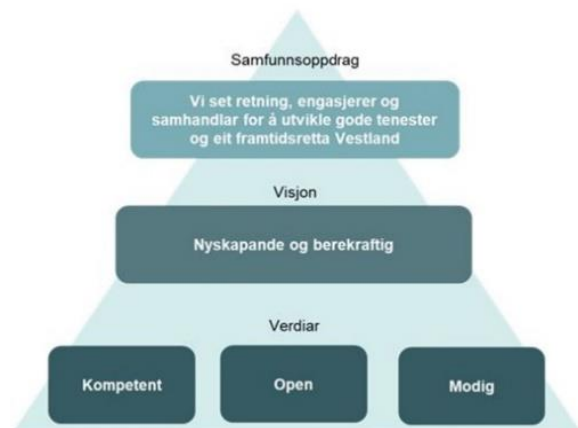 Samfunnsoppdrag
Vi set retning, engasjerer og
samhandlar for å utvikle gode tenester
og eit framtidsretta Vestland
Visjon
Nyskapande og berekraftig
Verdiar
Kompetent
Open
Modig